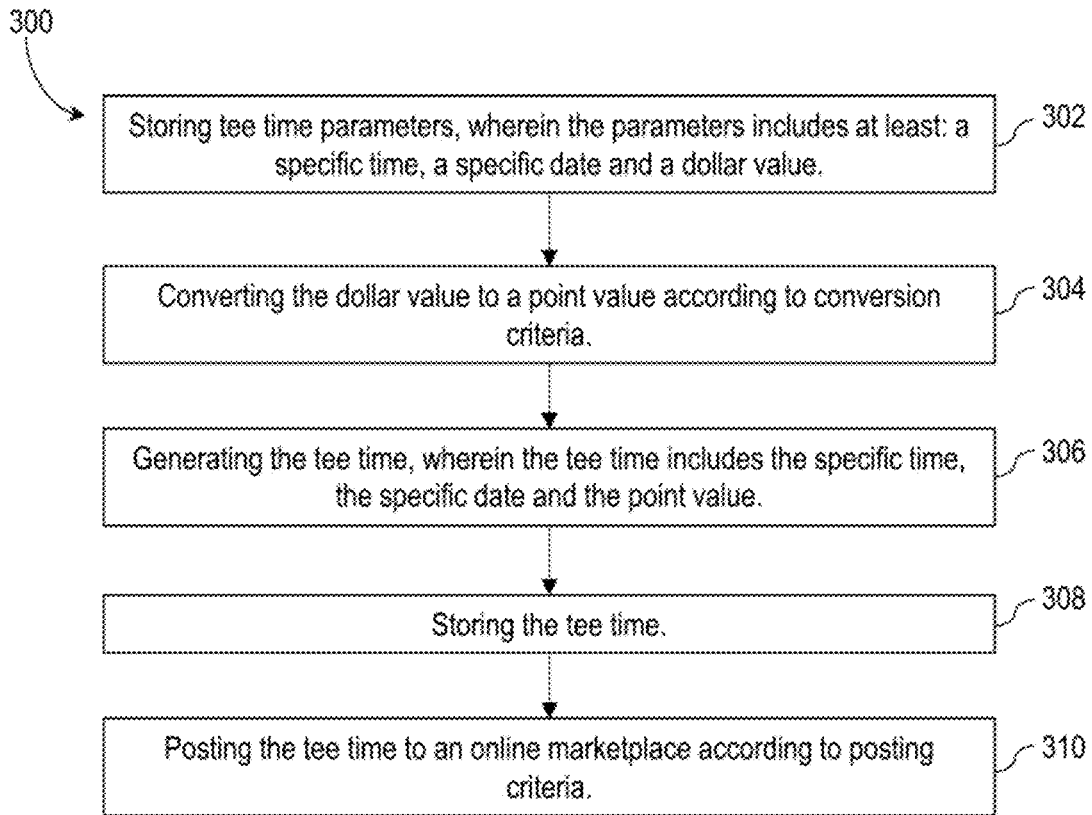 300
Storing tee time parameters, wherein the parameters includes at least: a
specific time, a specific date and a dollar value.
302
Converting the dollar value to a point value according to conversion
criteria.
304
Generating the tee time, wherein the tee time includes the specific time,
the specific date and the point value.
306
Storing the tee time.
308
Posting the tee time to an online marketplace according to posting
criteria.
310